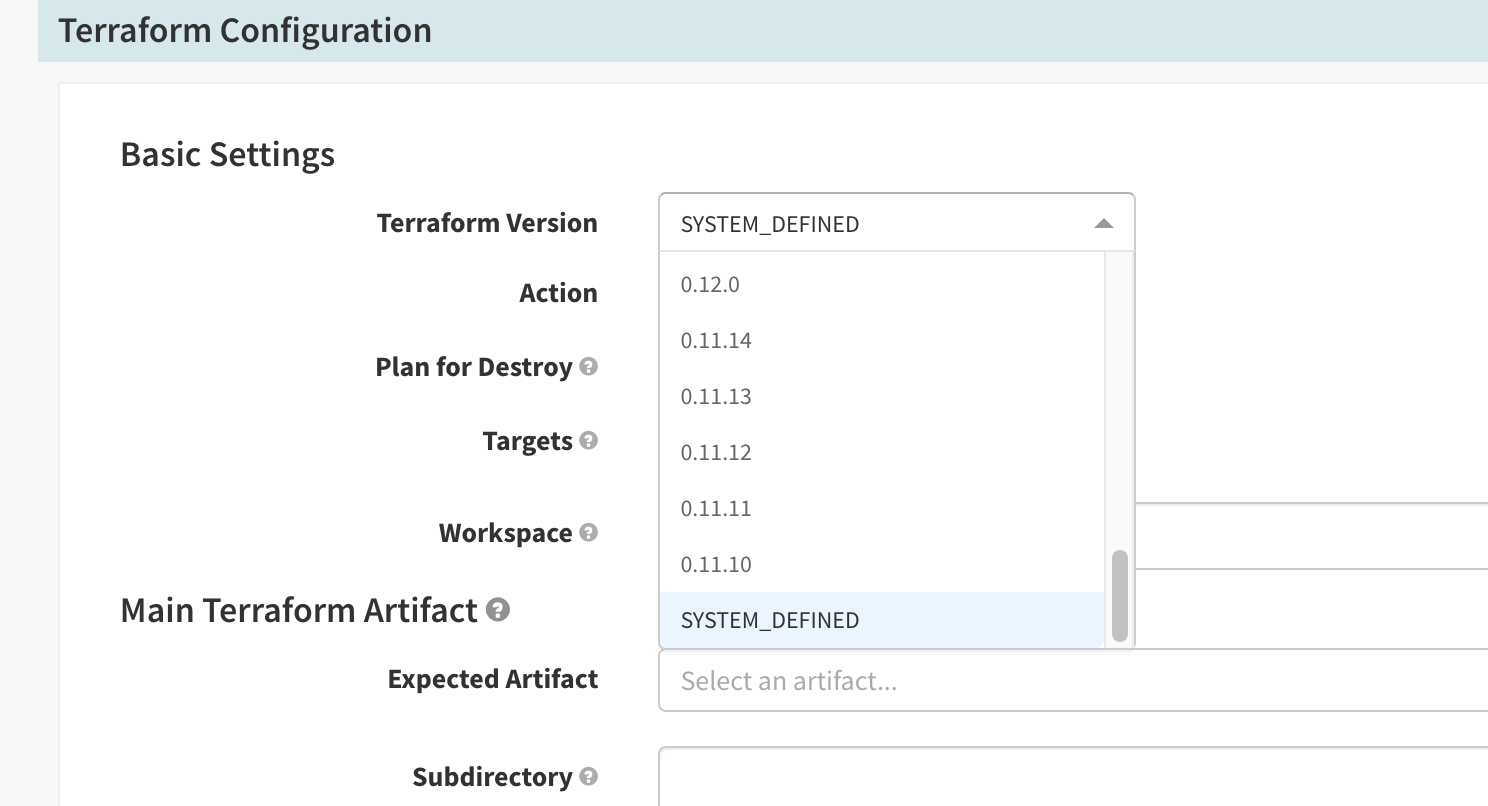 Terraform Configuration
Basic Settings
Terraform Version SYSTEM_DEFINED
0.12.0
Action
0.11.14
Plan for Destroy ?
0.11.13
Targets ?
0.11.12
0.11.11
Workspace ?
0.11.10
Main Terraform Artifact ?
SYSTEM_DEFINED
Expected Artifact Select an artifact...
Subdirectory ?